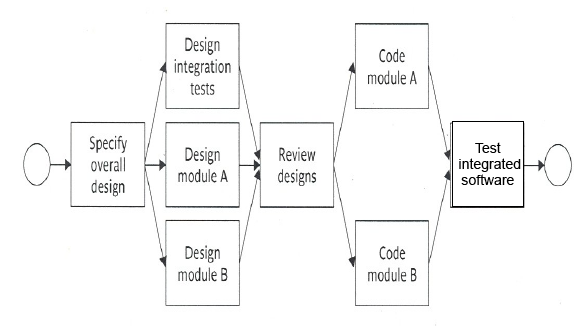 Design
integration
tests
Code
module A
Specify
overall
design
Design
module A
Review
designs
Test
integrated
software
Design
module B
Code
module B